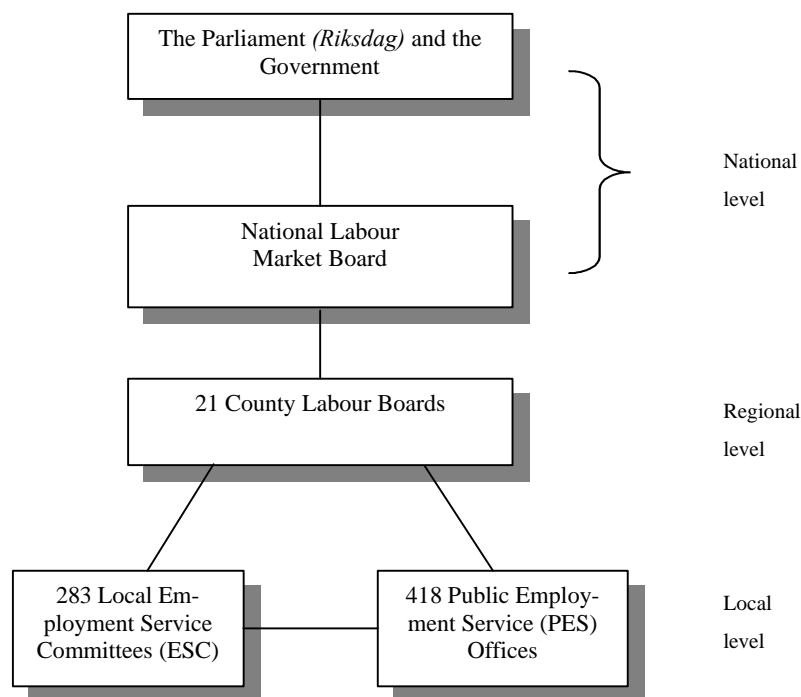 The Parliament (Riksdag) and the
Government
National
level
National Labour
Market Board
21 County Labour Boards
Regional
level
283 Local Em-
ployment Service
Committees (ESC)
418 Public Employ-
ment Service (PES)
Offices
Local
level